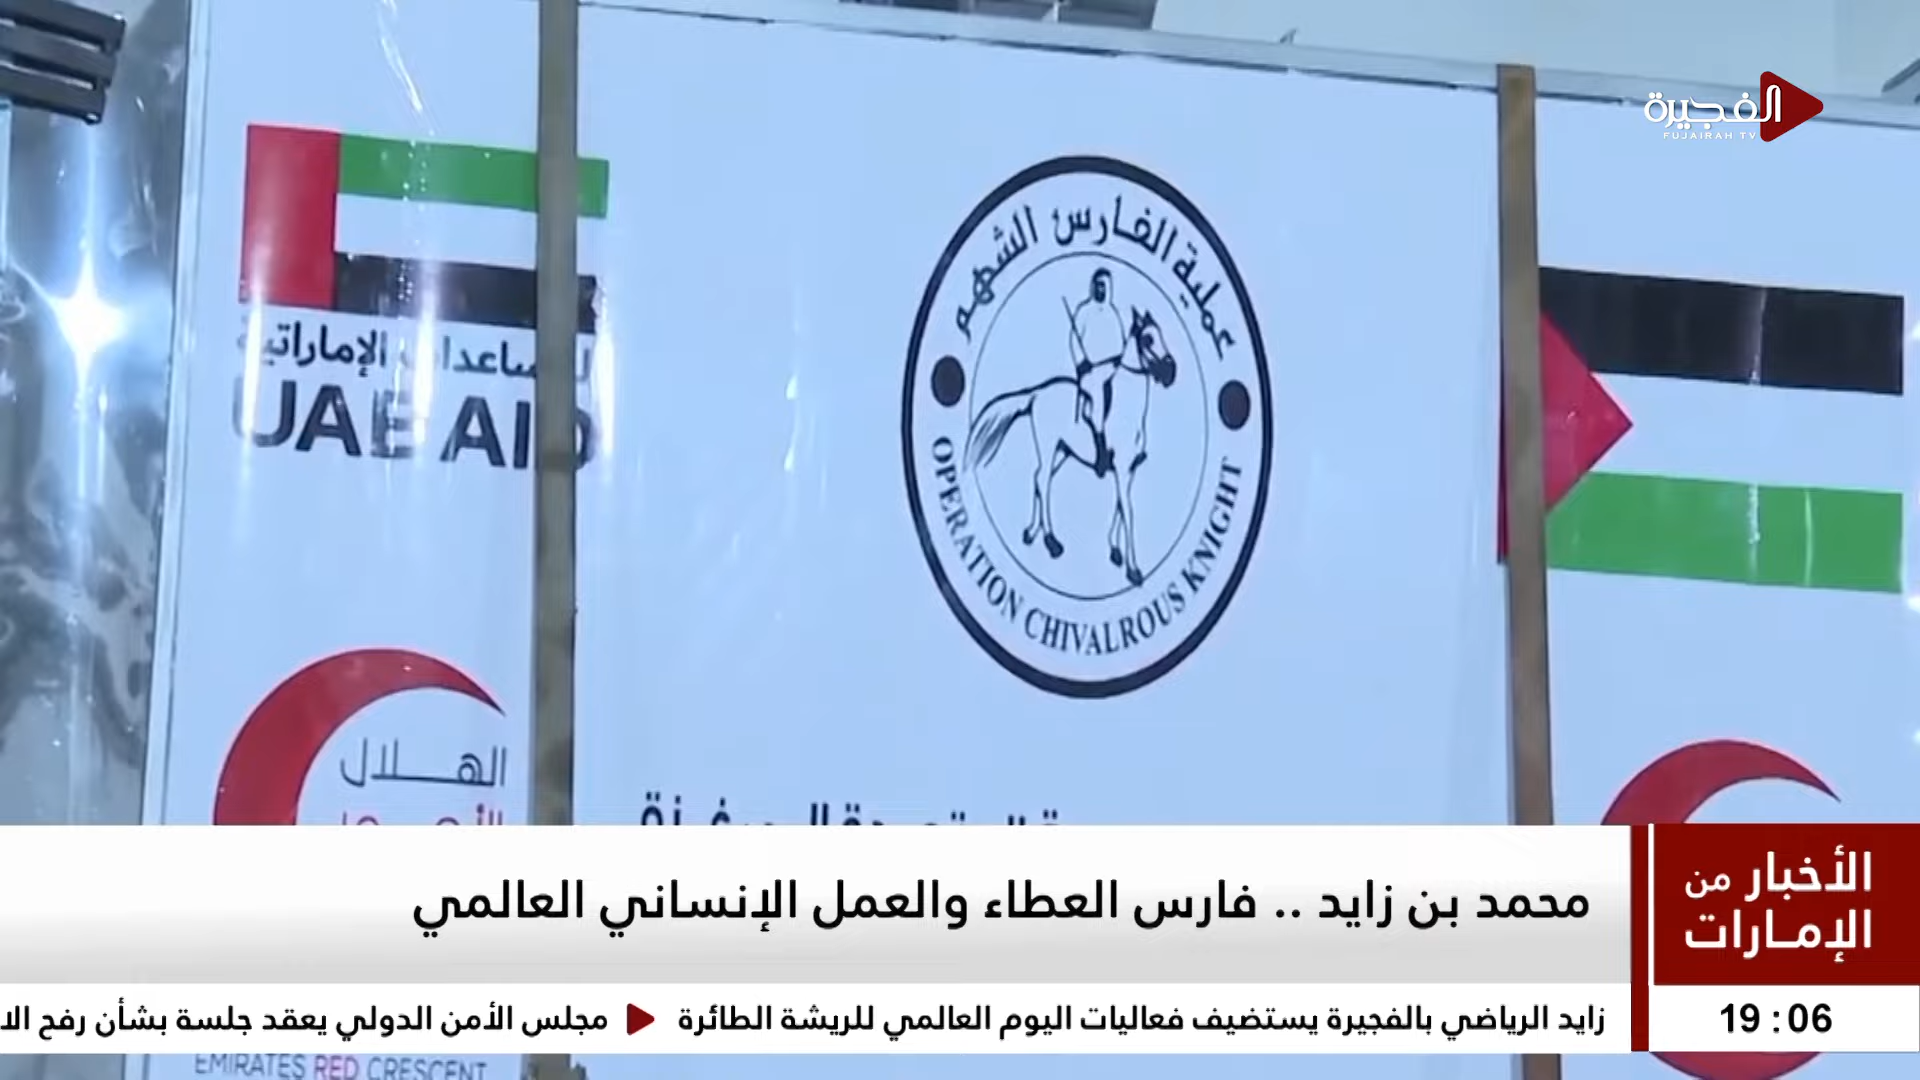 الفجيرة
FUJAIRAH TV
عملية الفارس الشهم
OPERATION CHIVALROUS KNIGHT
الإماراتية
UAE AID
الهلال
محمد بن زايد .. فارس العطاء والعمل الإنساني العالمي
الأخبار من
الإمارات
زايد الرياضي بالفجيرة يستضيف فعاليات اليوم العالمي للريشة الطائرة
مجلس الأمن الدولي يعقد جلسة بشأن رفح
19:06
EMIRATES RED CRESCENT